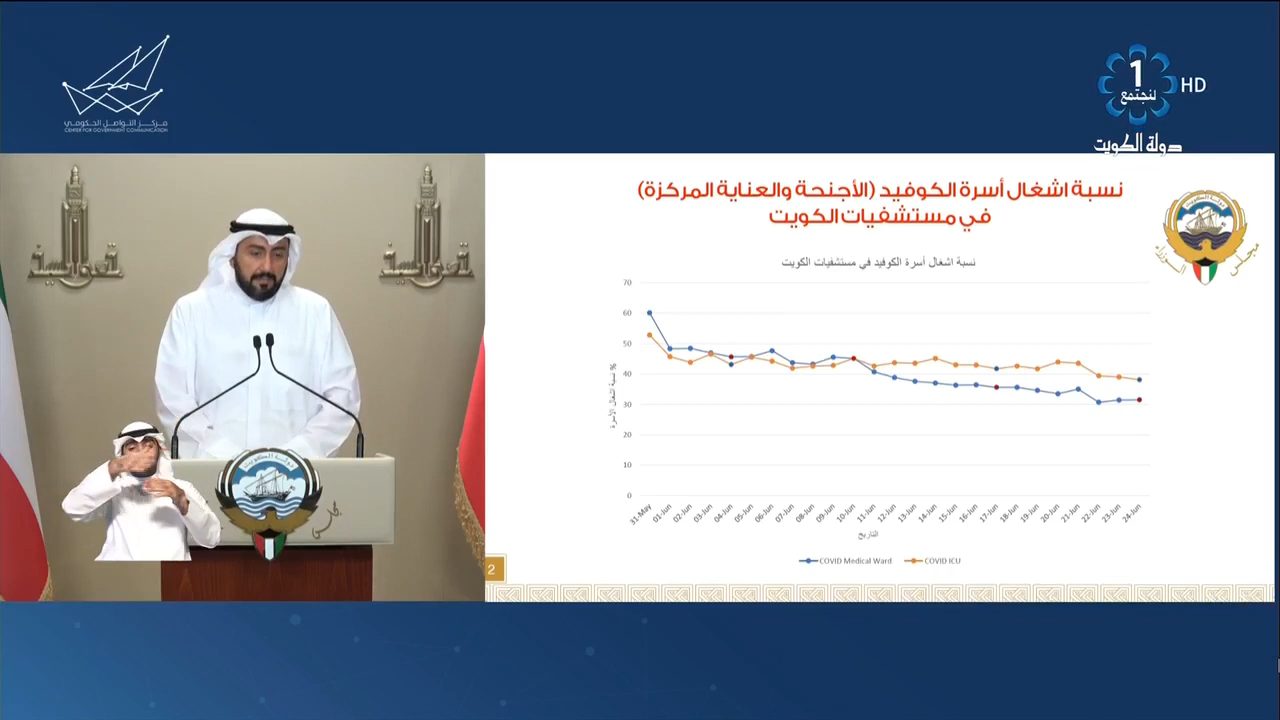 مركز التواصل الحكومي
CENTER FOR GOVERNMENT COMMUNICATION
1
لنجتمع
HD
دولة الكويت
نسبة اشغال أسرة الكوفيد (الأجنحة والعناية المركزة)
في مستشفيات الكويت
نسبة اشغال أسرة الكوفيد في مستشفيات الكويت
70
60
50
40
30
20
10
0
نسبة اشغال الأسرة %
31-May
01-Jun
02-Jun
03-Jun
04-Jun
05-Jun
06-Jun
07-Jun
08-Jun
09-Jun
10-Jun
11-Jun
12-Jun
13-Jun
14-Jun
15-Jun
16-Jun
17-Jun
18-Jun
19-Jun
20-Jun
21-Jun
22-Jun
23-Jun
24-Jun
التاريخ
COVID Medical Ward
COVID ICU
2
دولة الكويت
مجلس الوزراء